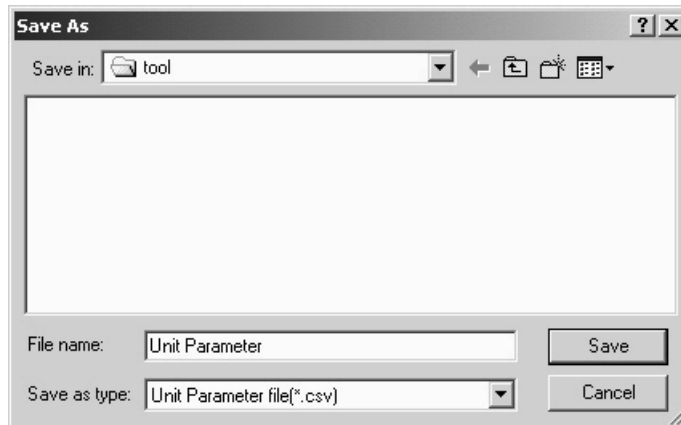 Save As
Save in: tool
File name: Unit Parameter Save
Save as type: Unit Parameter file(*.csv) Cancel